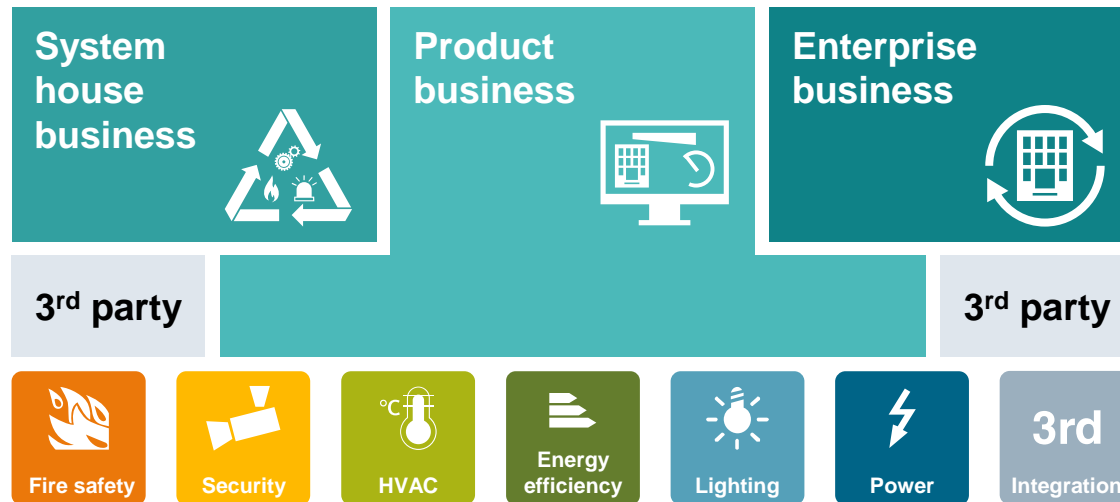 System
house
business
Product
business
Enterprise
business
3rd party
3rd party
°C
Fire safety
Security
HVAC
Energy
efficiency
Lighting
Power
3rd
Integration